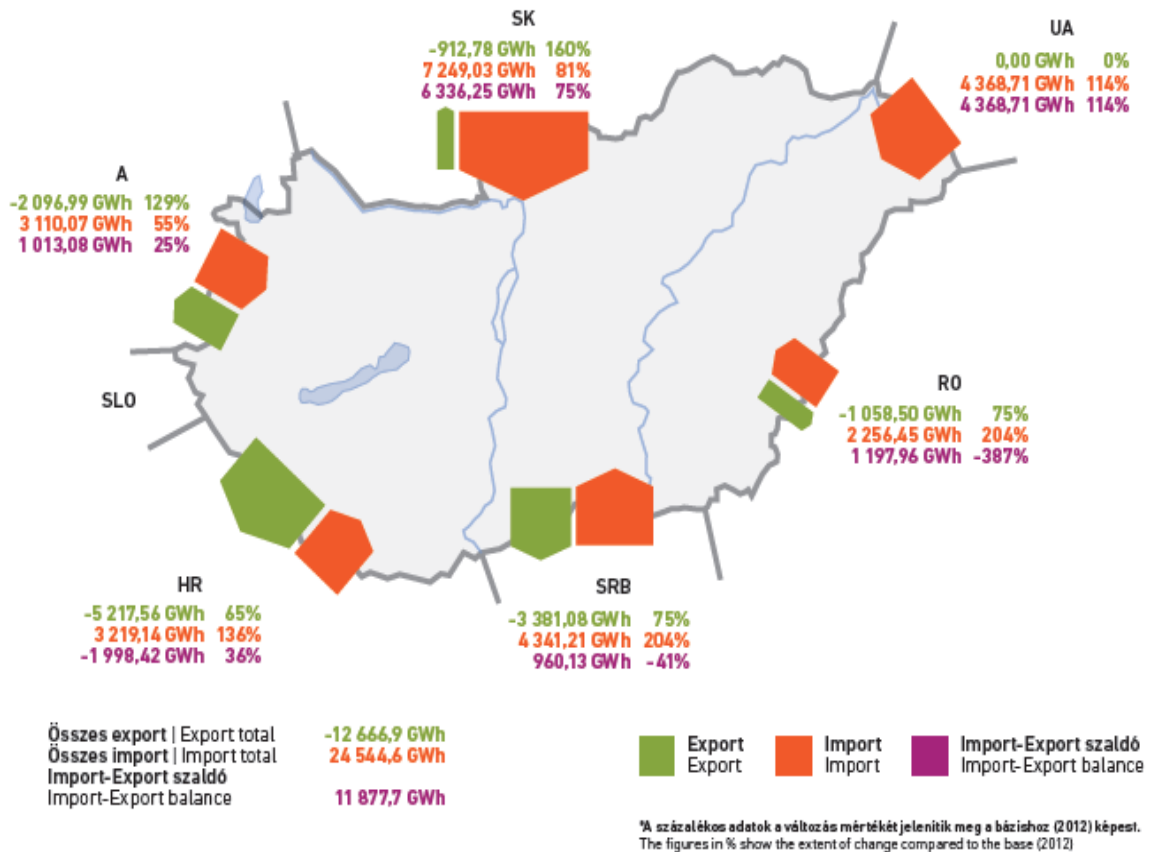 SK
-912,78 GWh 160%
7 249,03 GWh 81%
6 336,25 GWh 75%
UA
0,00 GWh 0%
4 368,71 GWh 114%
4 368,71 GWh 114%
A
-2 096,99 GWh 129%
3 110,07 GWh 55%
1 013,08 GWh 25%
SLO
RO
-1 058,50 GWh 75%
2 256,45 GWh 204%
1 197,96 GWh -387%
HR
-5 217,56 GWh 65%
3 219,14 GWh 136%
-1 998,42 GWh 36%
SRB
-3 381,08 GWh 75%
4 341,21 GWh 204%
960,13 GWh -41%
Összes export | Export total -12 666,9 GWh
Összes import | Import total 24 544,6 GWh
Import-Export szaldó
Import-Export balance 11 877,7 GWh
Export
Export
Import
Import
Import-Export szaldó
Import-Export balance
*A százalékos adatok a változás mértékét jelenítik meg a bázishoz (2012) képest.
The figures in % show the extent of change compared to the base (2012)